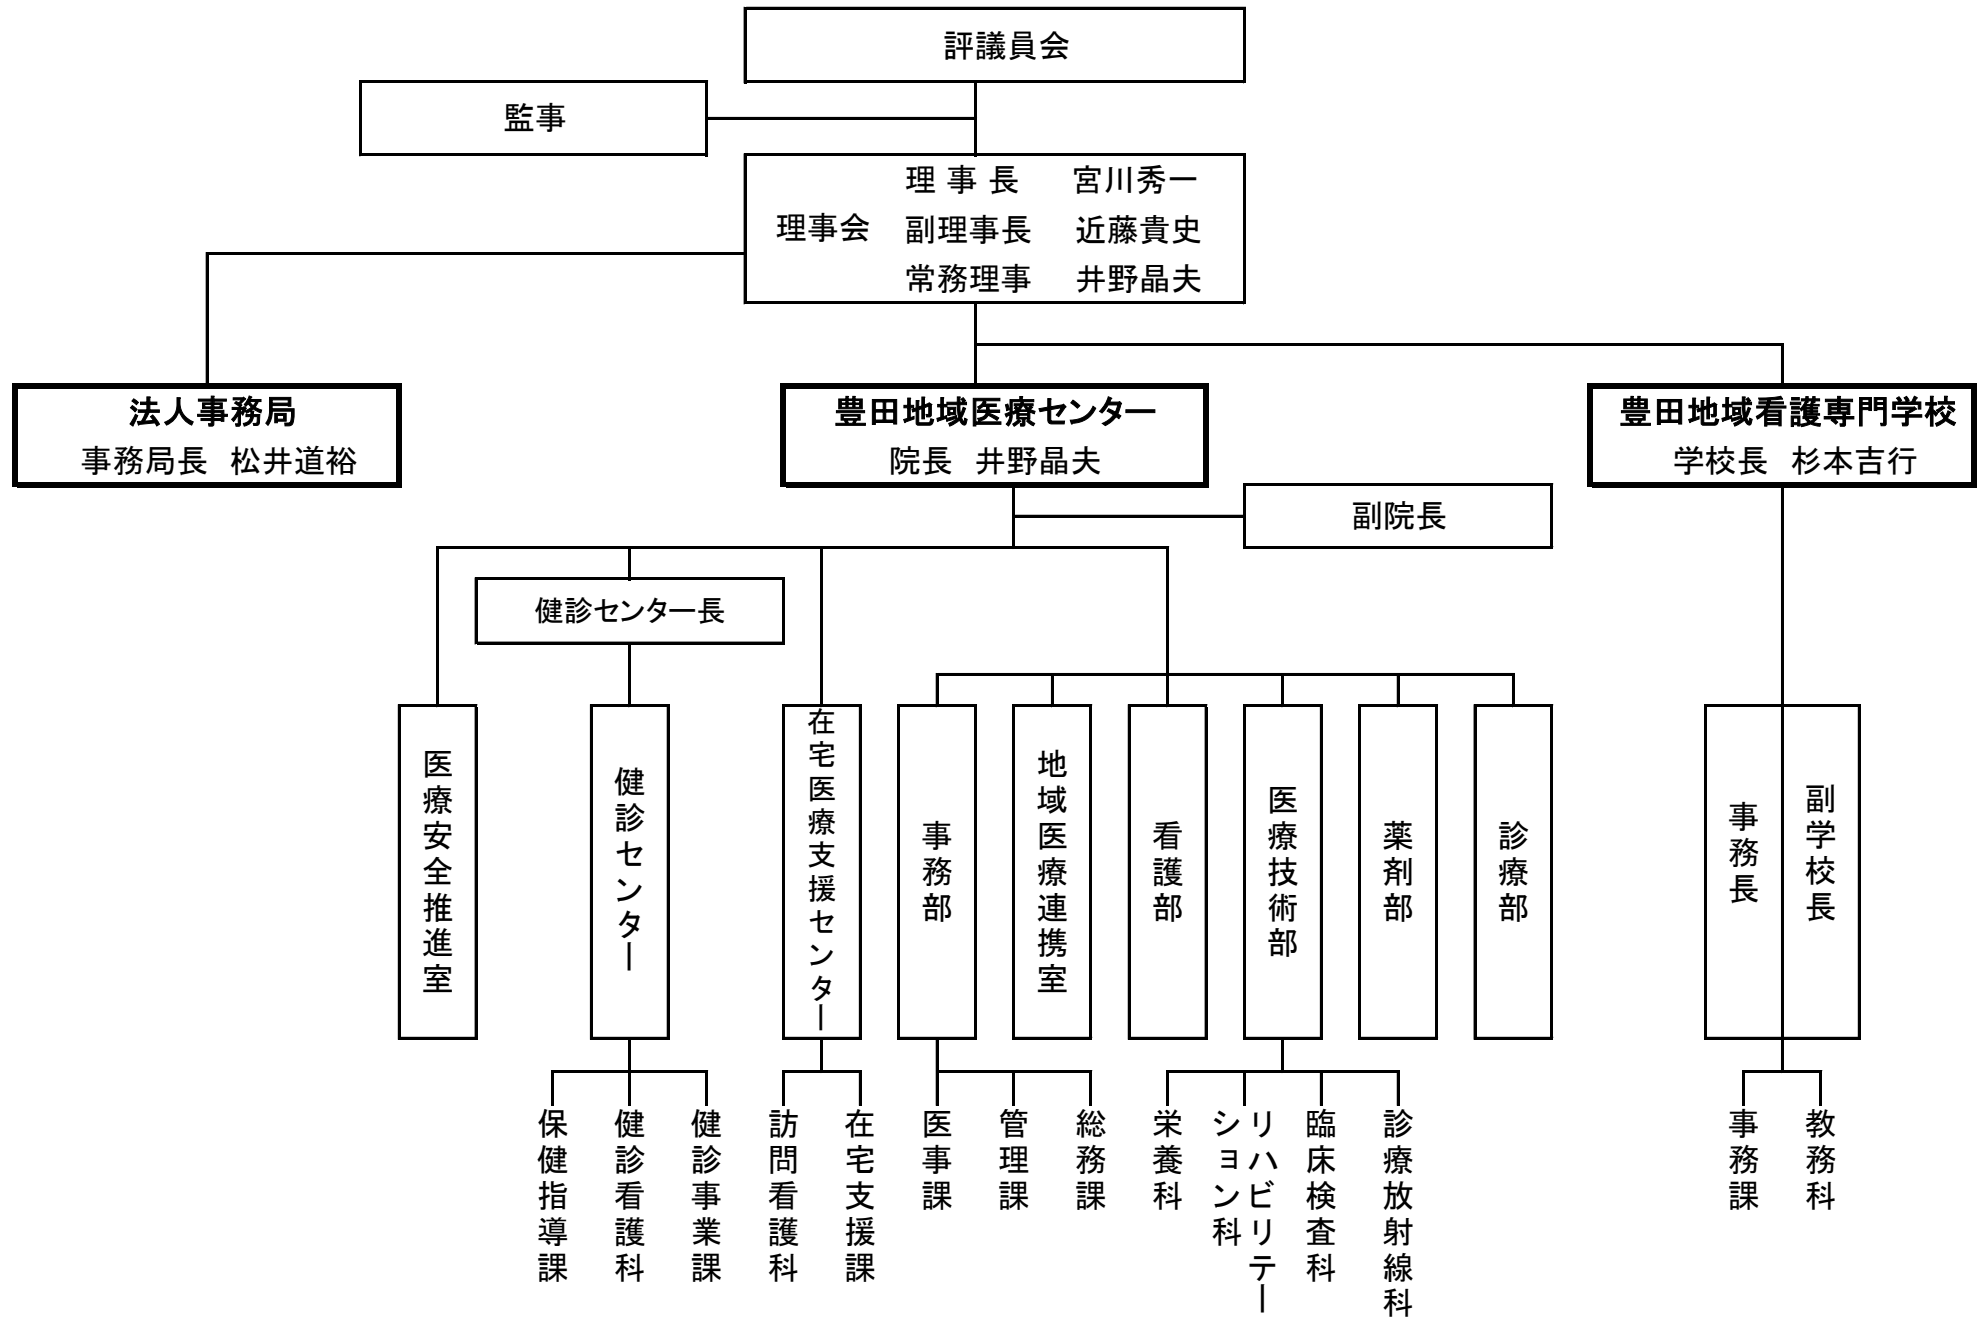 評議員会
監事
理事会
理事長 宮川秀一
副理事長 近藤貴史
常務理事 井野晶夫
法人事務局
事務局長 松井道裕
豊田地域医療センター
院長 井野晶夫
豊田地域看護専門学校
学校長 杉本吉行
副院長
健診センター長
医療安全推進室
健診センター
在宅医療支援センター
事務部
地域医療連携室
看護部
医療技術部
薬剤部
診療部
事務長
副学校長
保健指導課
健診看護科
健診事業課
訪問看護科
在宅支援課
医事課
管理課
総務課
栄養科
リハビリテー
ション科
臨床検査科
診療放射線科
事務課
教務科